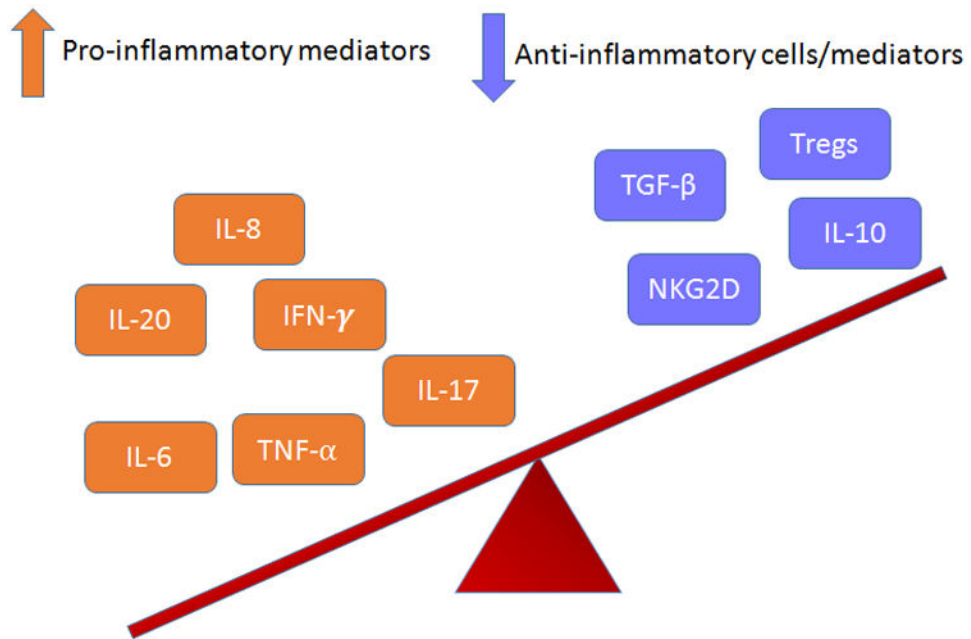 Pro-inflammatory mediators
Anti-inflammatory cells/mediators
Tregs
TGF-β
IL-8
IL-10
NKG2D
IL-20
IFN-γ
IL-17
IL-6
TNF-α